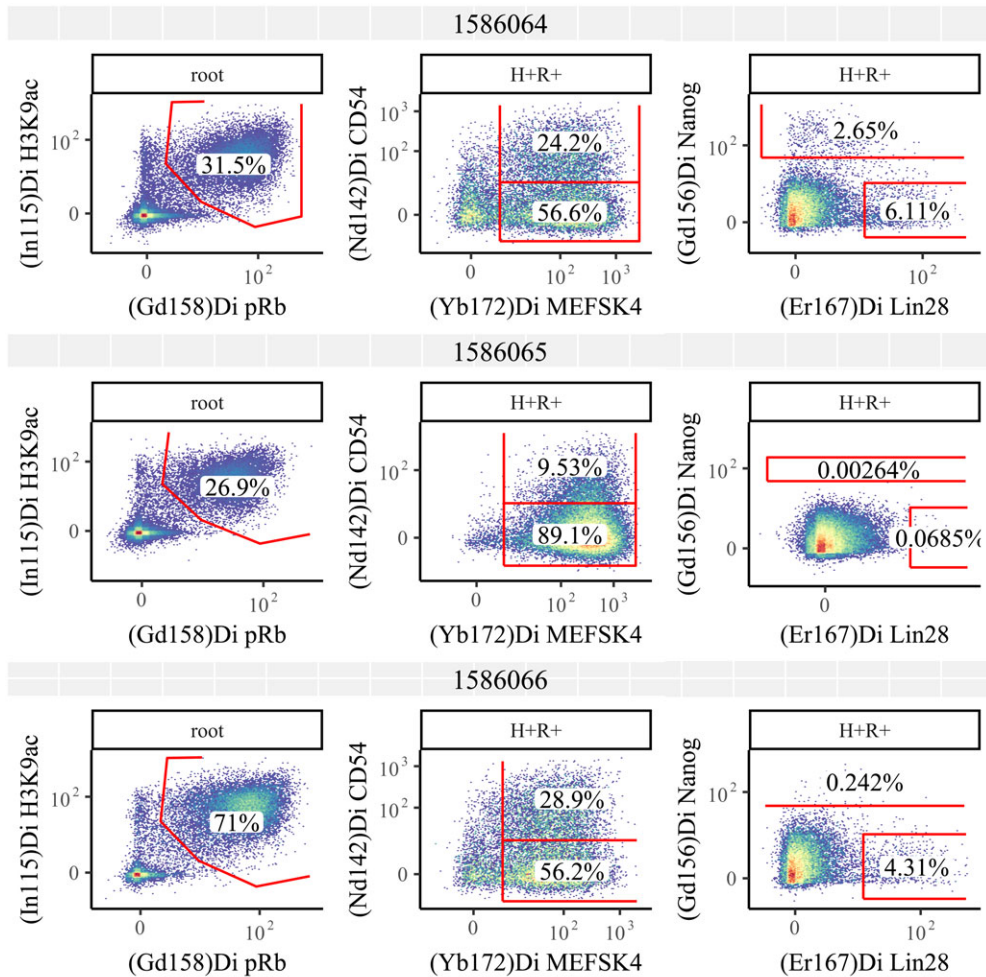 1586064
root
H+R+
H+R+
(In115)Di H3K9ac
10²
0
31.5%
0
10²
(Gd158)Di pRb
(Nd142)Di CD54
10³
10²
0
24.2%
56.6%
0
10²
10³
(Yb172)Di MEFSK4
(Gd156)Di Nanog
10²
0
2.65%
6.11%
0
10²
(Er167)Di Lin28
1586065
root
H+R+
H+R+
(In115)Di H3K9ac
10²
0
26.9%
0
10²
(Gd158)Di pRb
(Nd142)Di CD54
10²
0
9.53%
89.1%
0
10²
10³
(Yb172)Di MEFSK4
(Gd156)Di Nanog
10²
0
0.00264%
0.0685%
0
(Er167)Di Lin28
1586066
root
H+R+
H+R+
(In115)Di H3K9ac
10²
0
71%
0
10²
(Gd158)Di pRb
(Nd142)Di CD54
10³
10²
0
28.9%
56.2%
0
10²
10³
(Yb172)Di MEFSK4
(Gd156)Di Nanog
10²
0
0.242%
4.31%
0
10²
(Er167)Di Lin28